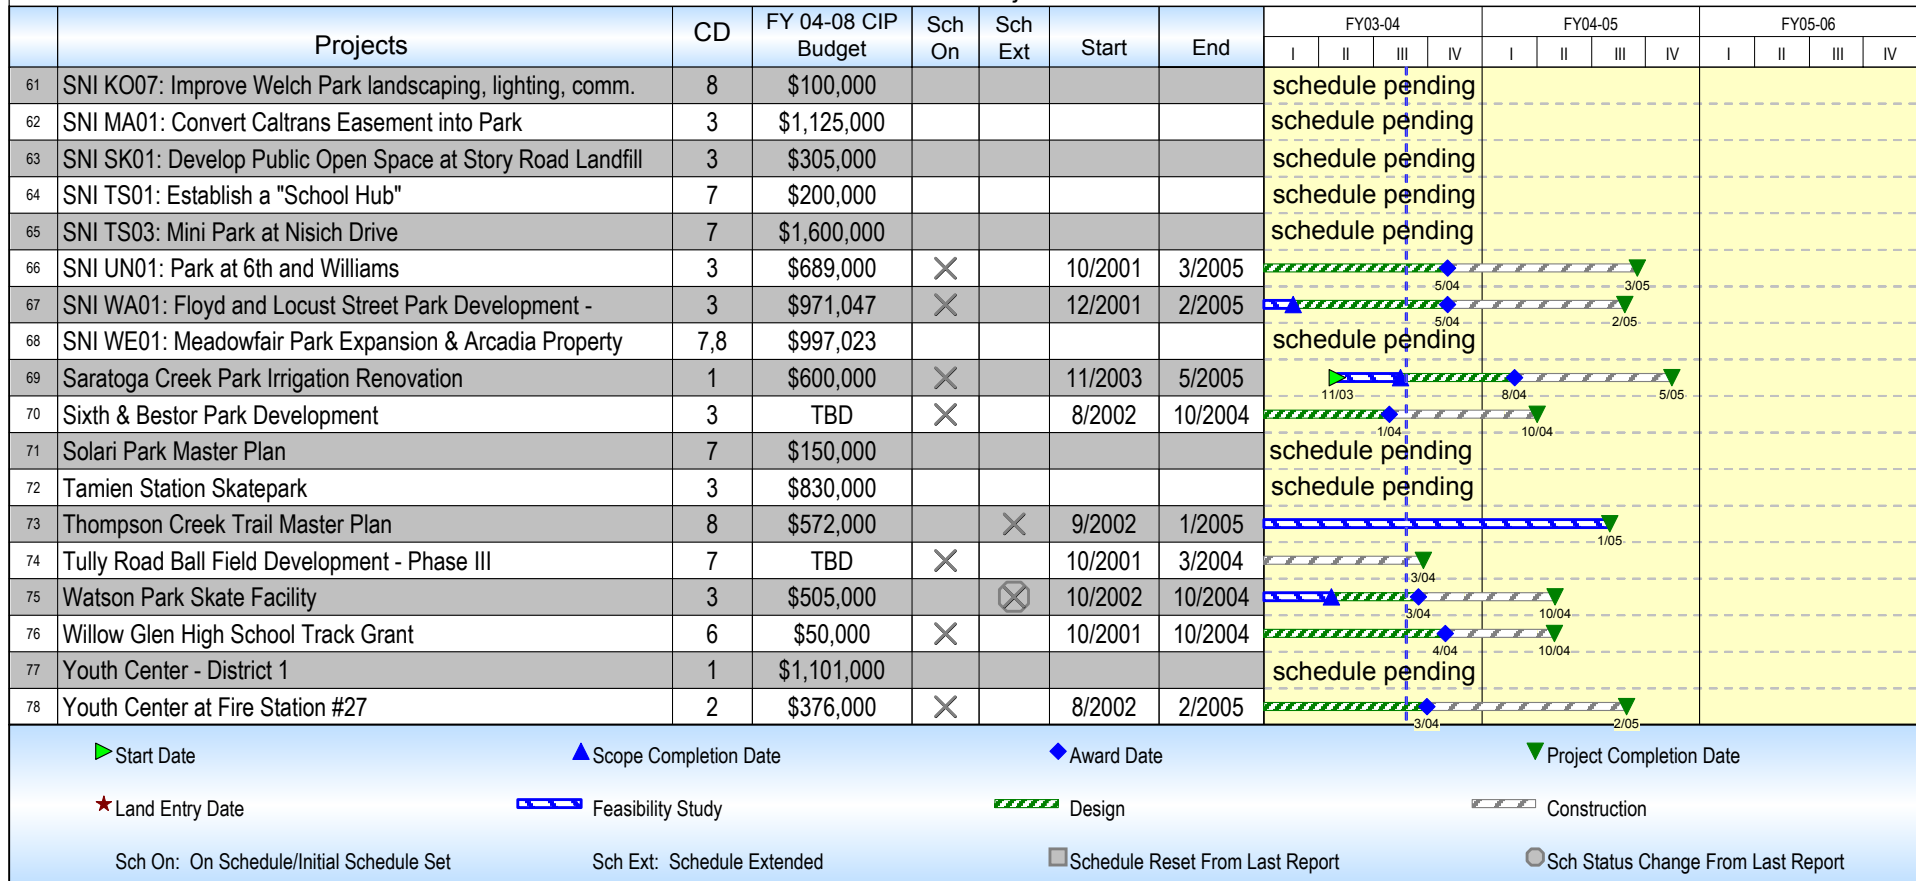 Projects CD FY 04-08 CIP Budget Sch On Sch Ext Start End FY03-04 FY04-05 FY05-06
I II III IV I II III IV I II III IV
61 SNI KO07: Improve Welch Park landscaping, lighting, comm. 8 $100,000 schedule pending
62 SNI MA01: Convert Caltrans Easement into Park 3 $1,125,000 schedule pending
63 SNI SK01: Develop Public Open Space at Story Road Landfill 3 $305,000 schedule pending
64 SNI TS01: Establish a "School Hub" 7 $200,000 schedule pending
65 SNI TS03: Mini Park at Nisich Drive 7 $1,600,000 schedule pending
66 SNI UN01: Park at 6th and Williams 3 $689,000 10/2001 3/2005 5/04 3/05
67 SNI WA01: Floyd and Locust Street Park Development - 3 $971,047 12/2001 2/2005 5/04 2/05
68 SNI WE01: Meadowfair Park Expansion & Arcadia Property 7,8 $997,023 schedule pending
69 Saratoga Creek Park Irrigation Renovation 1 $600,000 11/2003 5/2005 11/03 8/04 5/05
70 Sixth & Bestor Park Development 3 TBD 8/2002 10/2004 1/04 10/04
71 Solari Park Master Plan 7 $150,000 schedule pending
72 Tamien Station Skatepark 3 $830,000 schedule pending
73 Thompson Creek Trail Master Plan 8 $572,000 9/2002 1/2005 1/05
74 Tully Road Ball Field Development - Phase III 7 TBD 10/2001 3/2004 3/04
75 Watson Park Skate Facility 3 $505,000 10/2002 10/2004 3/04 10/04
76 Willow Glen High School Track Grant 6 $50,000 10/2001 10/2004 4/04 10/04
77 Youth Center - District 1 1 $1,101,000 schedule pending
78 Youth Center at Fire Station #27 2 $376,000 8/2002 2/2005 3/04 2/05
Start Date Scope Completion Date Award Date Project Completion Date
Land Entry Date Feasibility Study Design Construction
Sch On: On Schedule/Initial Schedule Set Sch Ext: Schedule Extended Schedule Reset From Last Report Sch Status Change From Last Report